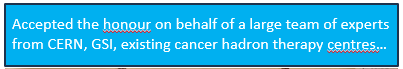 Accepted the honour on behalf of a large team of experts
from CERN, GSI, existing cancer hadron therapy centres,..